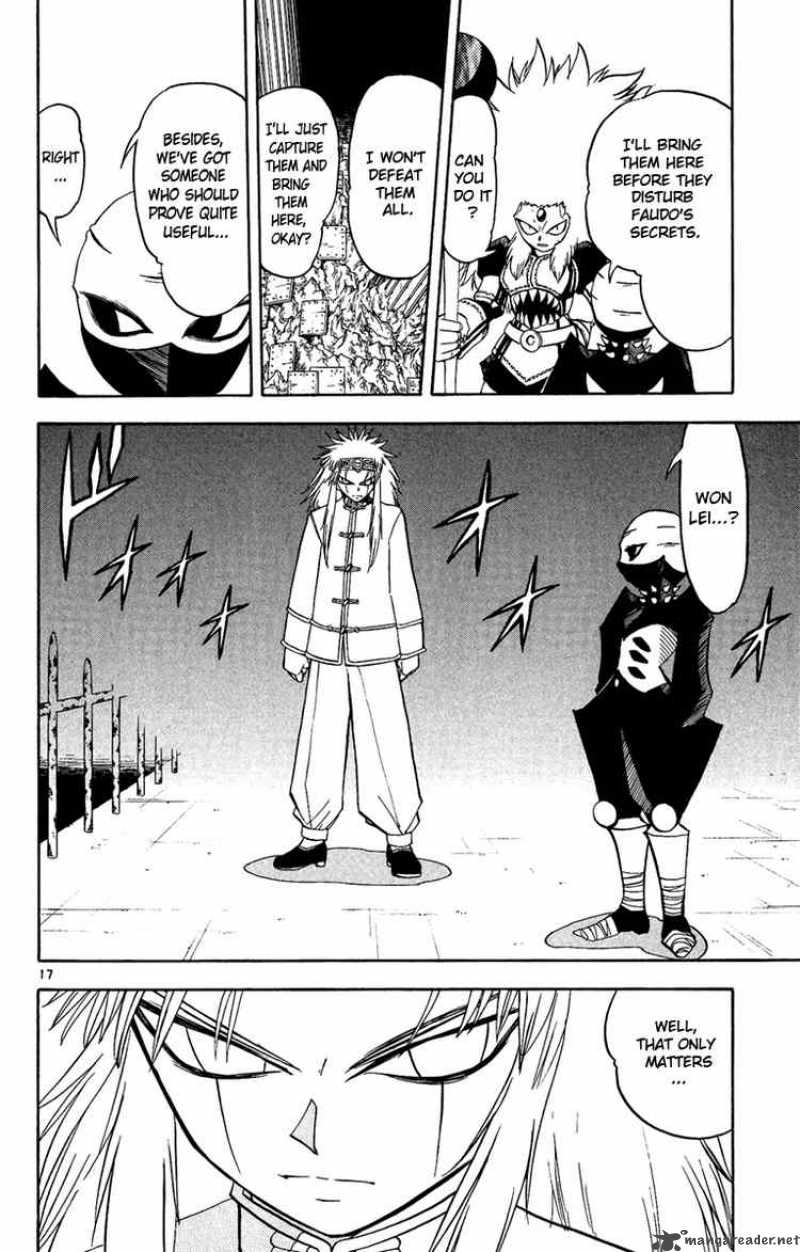 I'LL BRING
THEM HERE
BEFORE THEY
DISTURB
FAUDO'S
SECRETS.
CAN
YOU
DO IT
?
I WON'T
DEFEAT
THEM
ALL.
I'LL JUST
CAPTURE
THEM AND
BRING
THEM
HERE,
OKAY?
BESIDES,
WE'VE GOT
SOMEONE
WHO SHOULD
PROVE QUITE
USEFUL...
RIGHT
...
WON
LEI...?
17
WELL,
THAT ONLY
MATTERS
...
mangareader.net